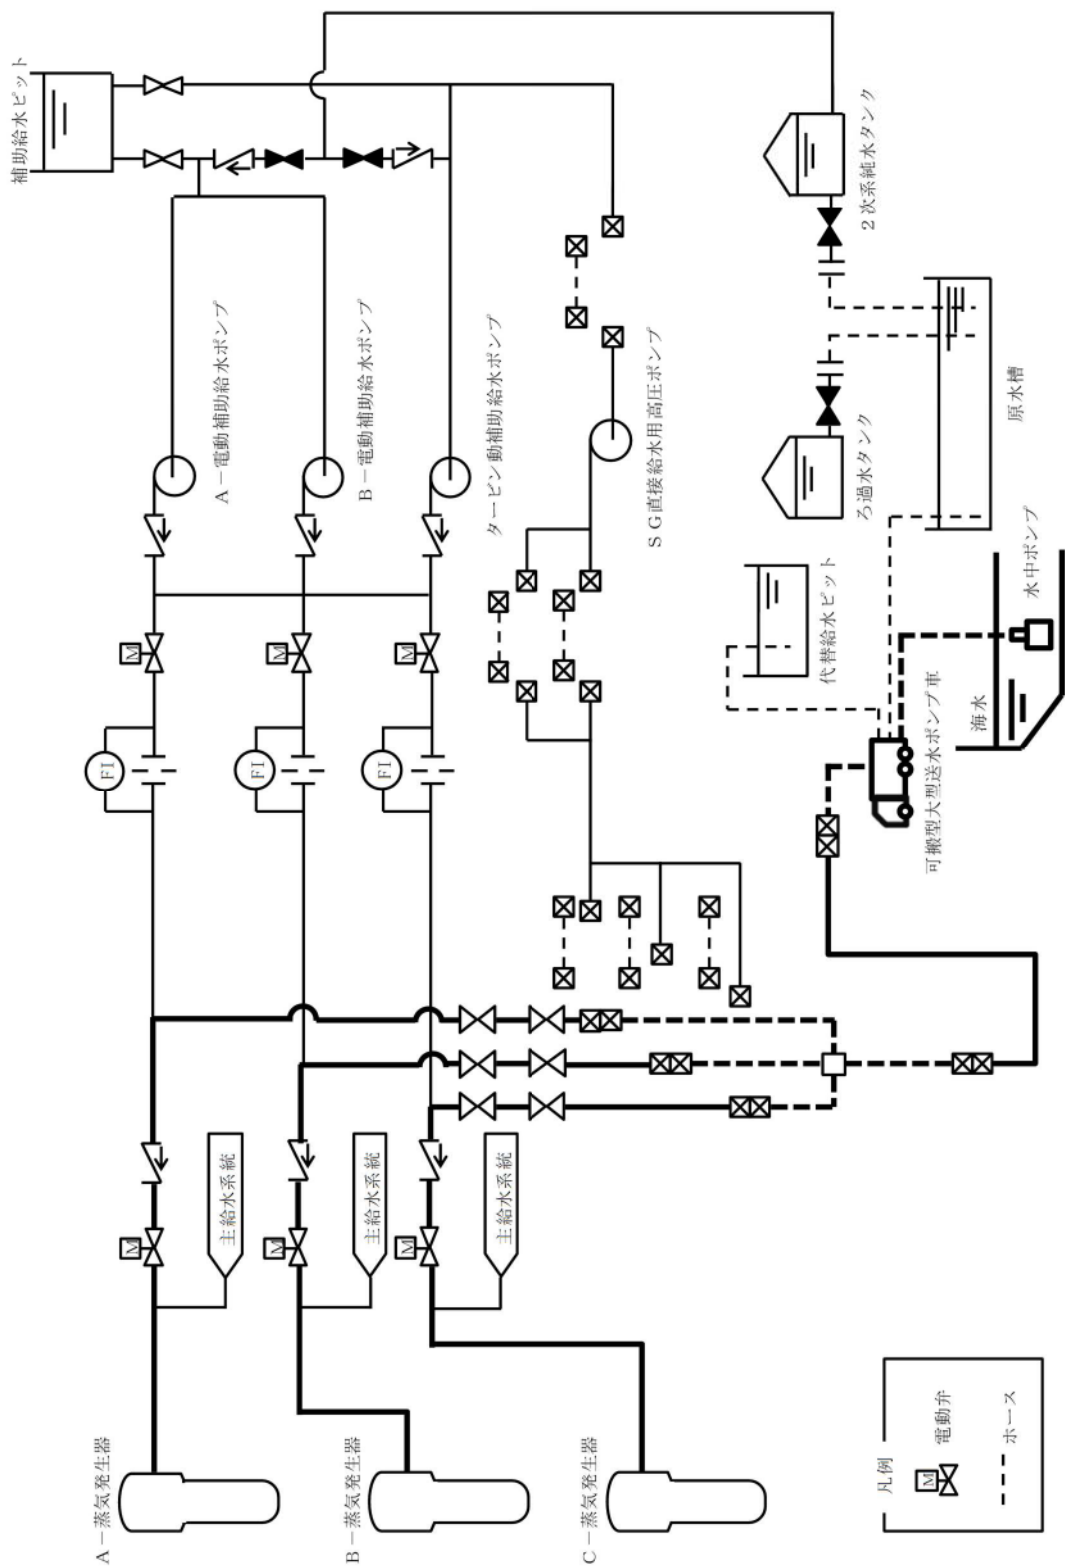 補助給水ピット
A－電動補助給水ポンプ
B－電動補助給水ポンプ
タービン動補助給水ポンプ
SG直接給水用高圧ポンプ
2次系純水タンク
ろ過水タンク
原水槽
代替給水ピット
水中ポンプ
海水
可搬型大型送水ポンプ車
M
M
M
FI
FI
FI
主給水系統
主給水系統
主給水系統
M
M
M
A－蒸気発生器
B－蒸気発生器
C－蒸気発生器
凡例
M
電動弁
ホース